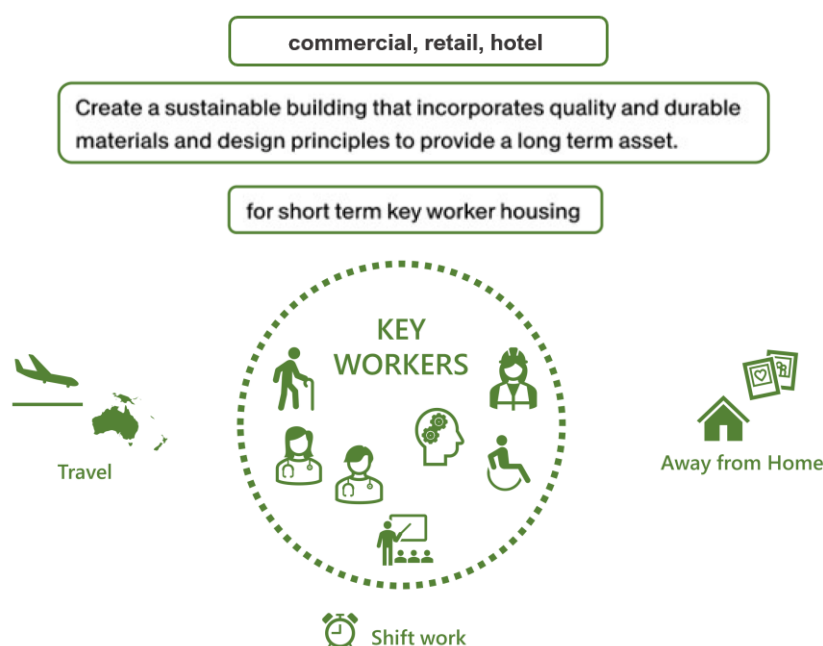 commercial, retail, hotel
Create a sustainable building that incorporates quality and durable
materials and design principles to provide a long term asset.
for short term key worker housing
KEY
WORKERS
Travel
Away from Home
Shift work